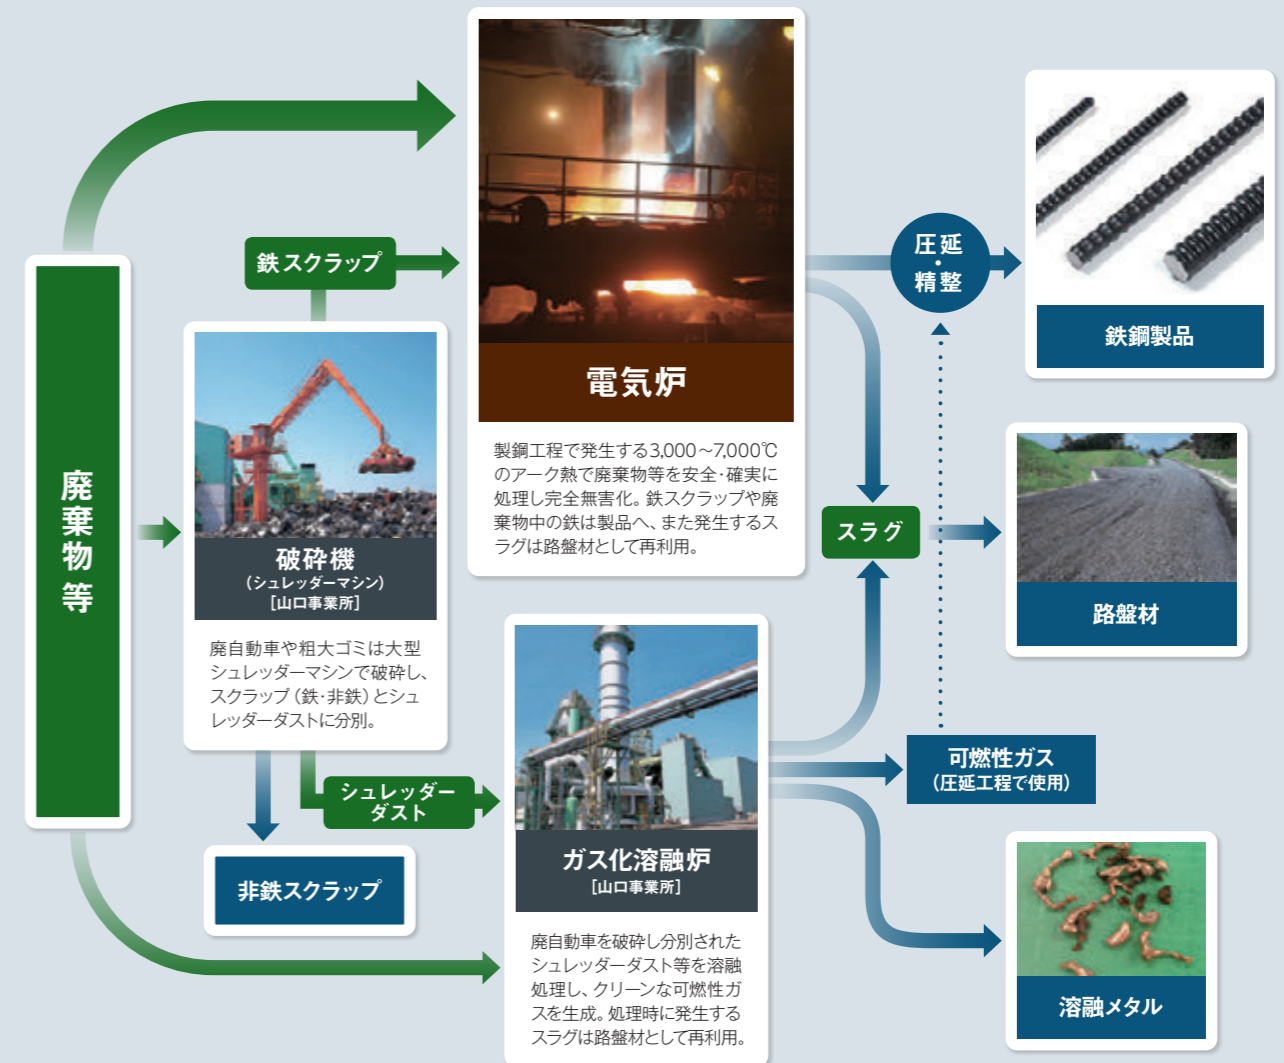 廃棄物等
鉄スクラップ
破砕機
（シュレッダーマシン）
［山口事業所］
廃自動車や粗大ゴミは大型
シュレッダーマシンで破砕し、
スクラップ（鉄・非鉄）とシュ
レッダーダストに分別。
シュレッダー
ダスト
非鉄スクラップ
電気炉
製鋼工程で発生する3,000〜7,000℃
のアーク熱で廃棄物等を安全・確実に
処理し完全無害化。鉄スクラップや廃
棄物中の鉄は製品へ、また発生するス
ラグは路盤材として再利用。
ガス化溶融炉
［山口事業所］
廃自動車を破砕し分別された
シュレッダーダスト等を溶融
処理し、クリーンな可燃性ガ
スを生成。処理時に発生する
スラグは路盤材として再利用。
圧延
・
精整
スラグ
可燃性ガス
（圧延工程で使用）
鉄鋼製品
路盤材
溶融メタル